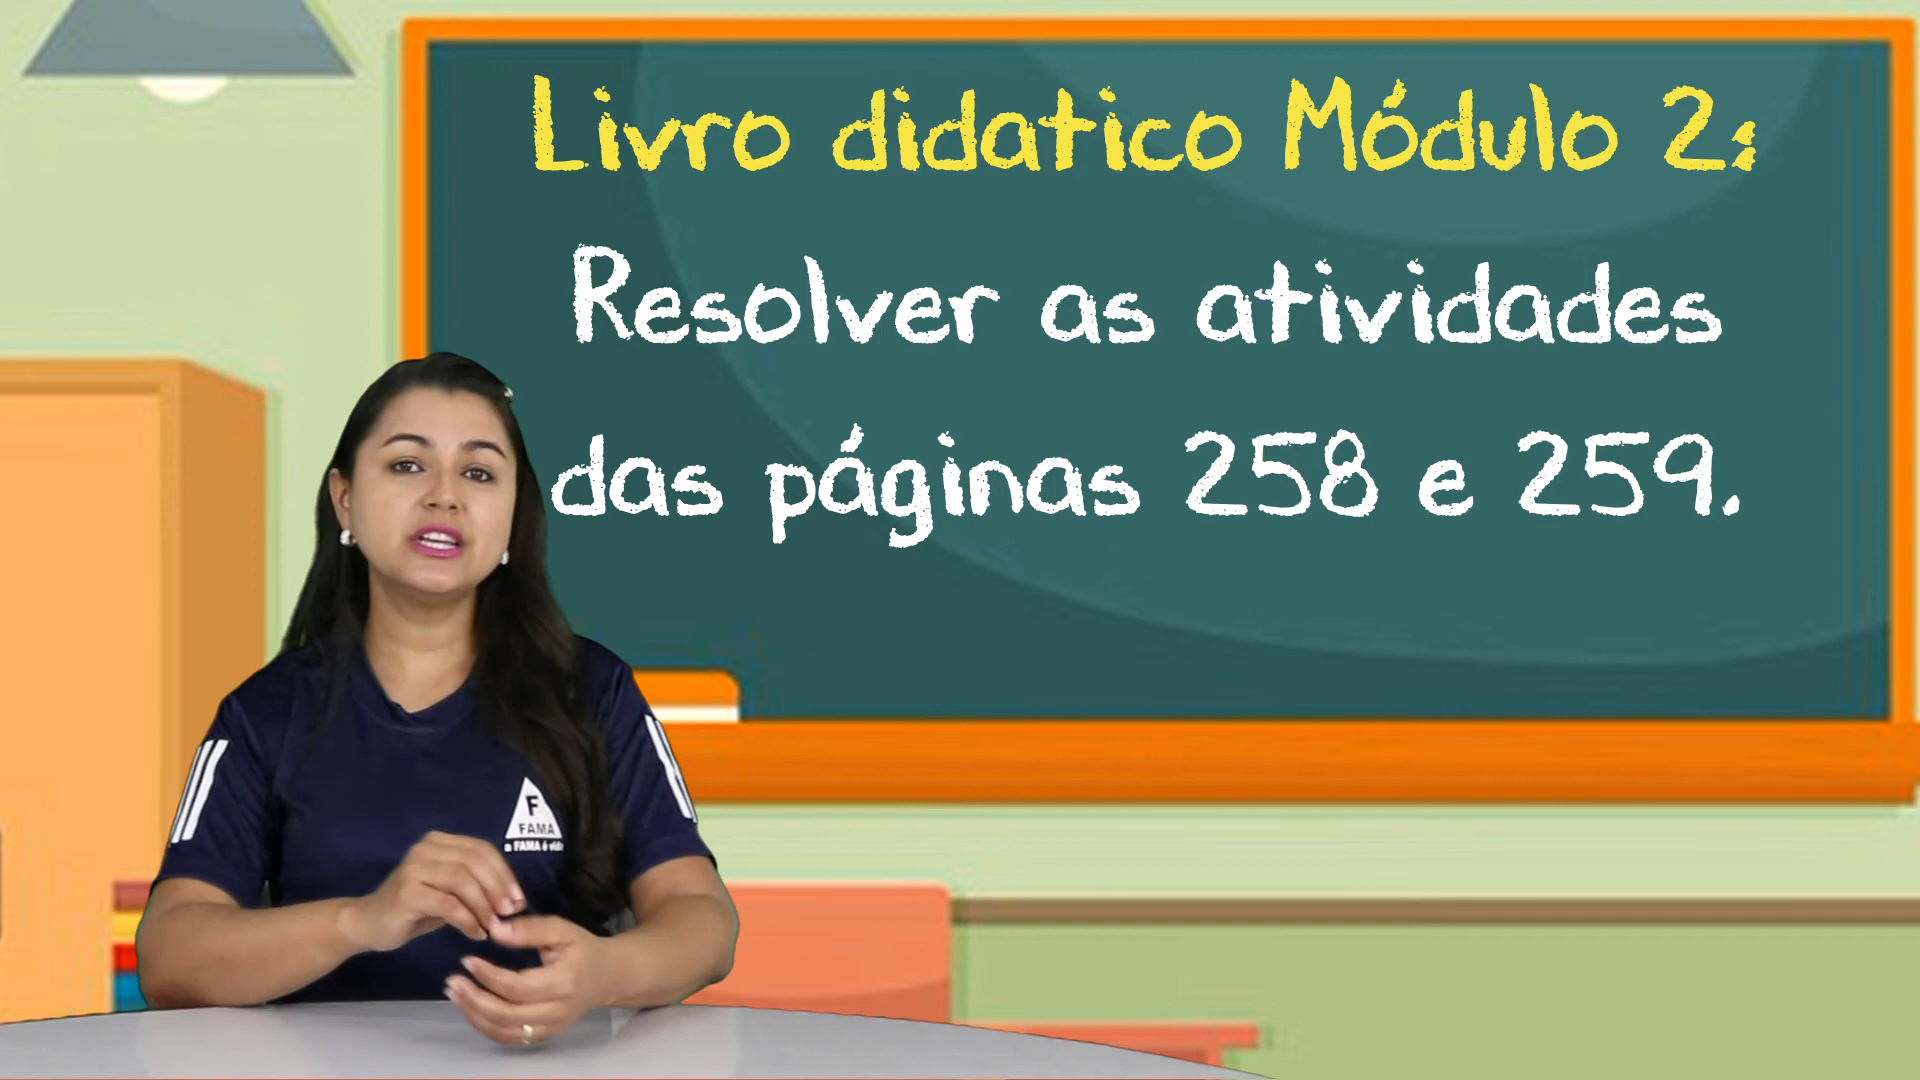 Livro didatico Módulo 2:
Resolver as atividades
das páginas 258 e 259.
F
FAMA
a FAMA é vida